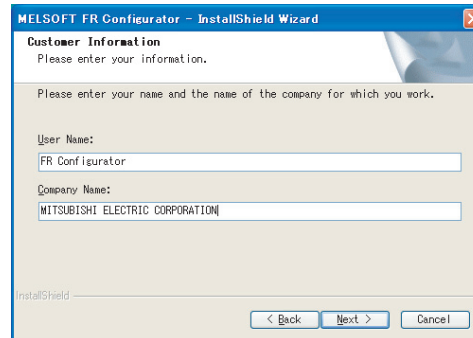 MELSOFT FR Configurator - InstallShield Wizard
Customer Information
Please enter your information.
Please enter your name and the name of the company for which you work.
User Name:
FR Configurator
Company Name:
MITSUBISHI ELECTRIC CORPORATION
InstallShield
< Back Next > Cancel